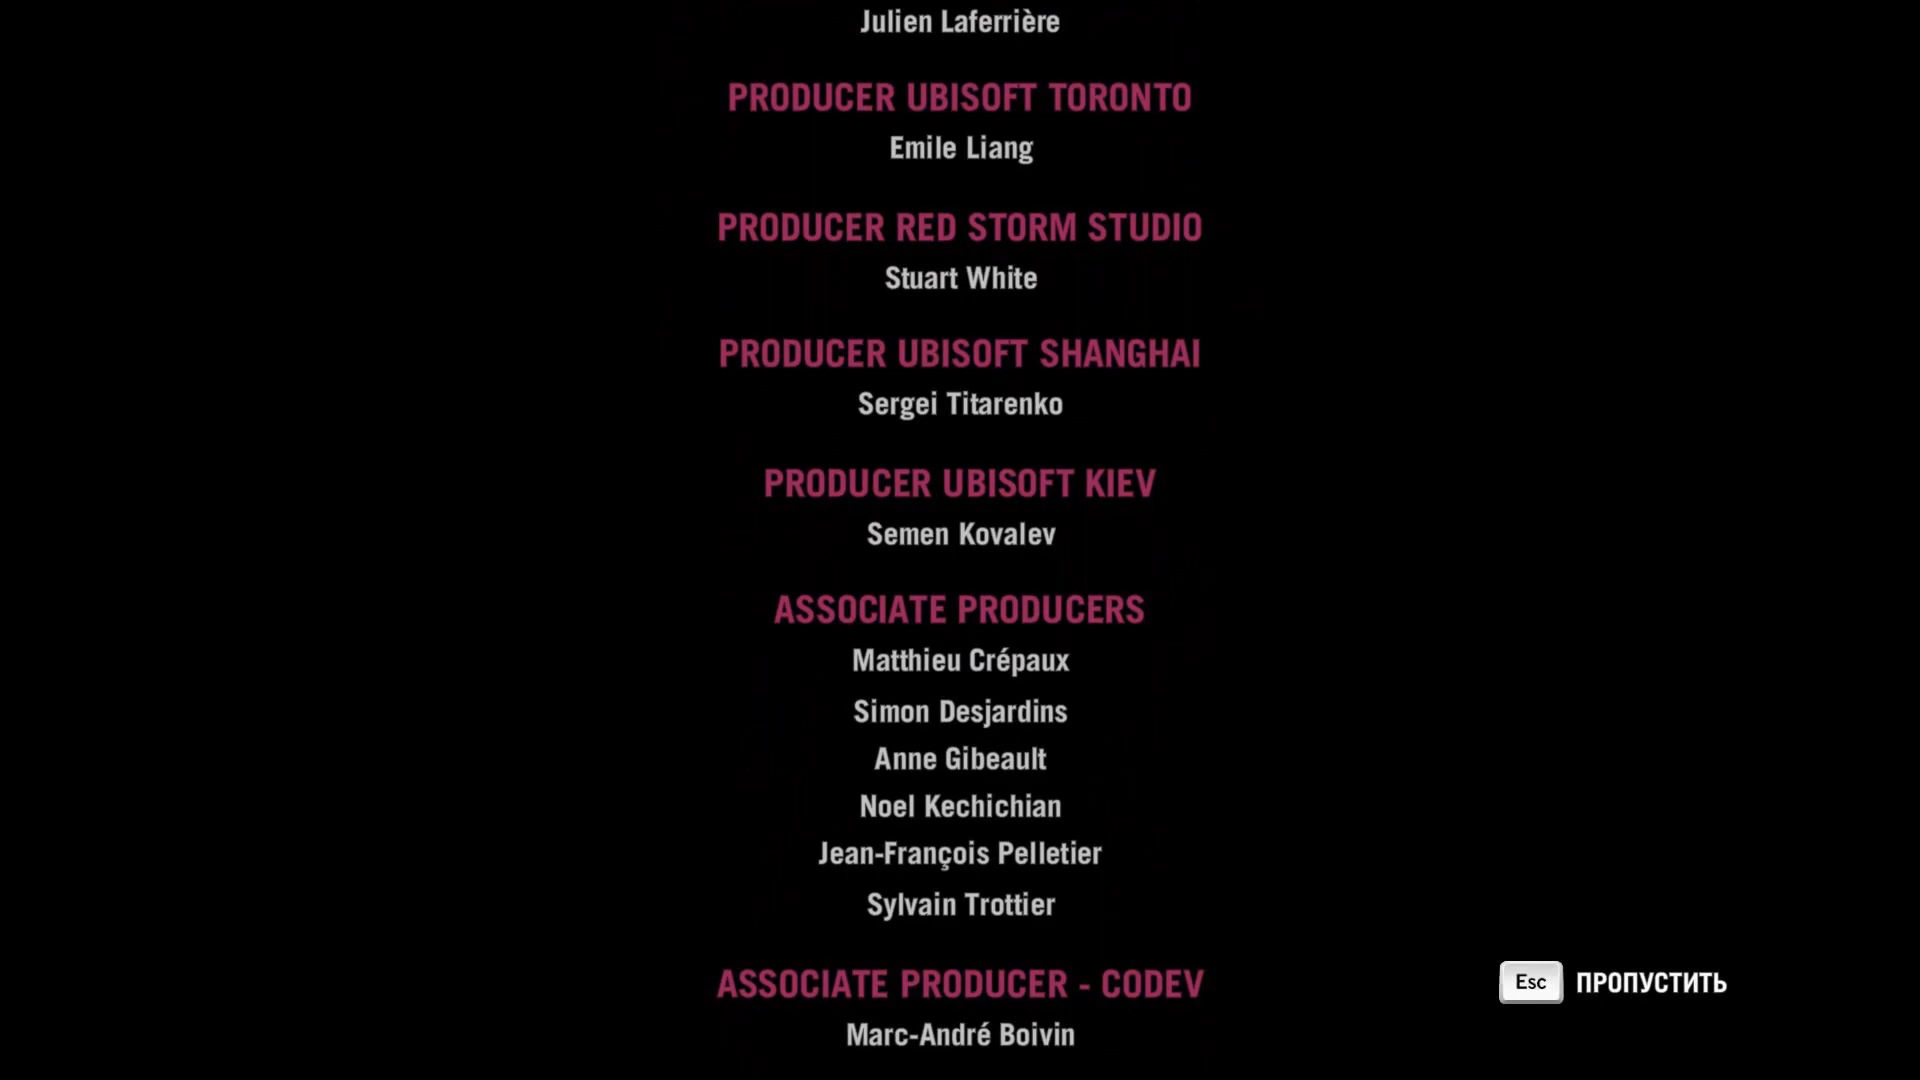 Julien Laferrière
PRODUCER UBISOFT TORONTO
Emile Liang
PRODUCER RED STORM STUDIO
Stuart White
PRODUCER UBISOFT SHANGHAI
Sergei Titarenko
PRODUCER UBISOFT KIEV
Semen Kovalev
ASSOCIATE PRODUCERS
Matthieu Crépaux
Simon Desjardins
Anne Gibeault
Noel Kechichian
Jean-François Pelletier
Sylvain Trottier
ASSOCIATE PRODUCER - CODEV
Esc ПРОПУСТИТЬ
Marc-André Boivin